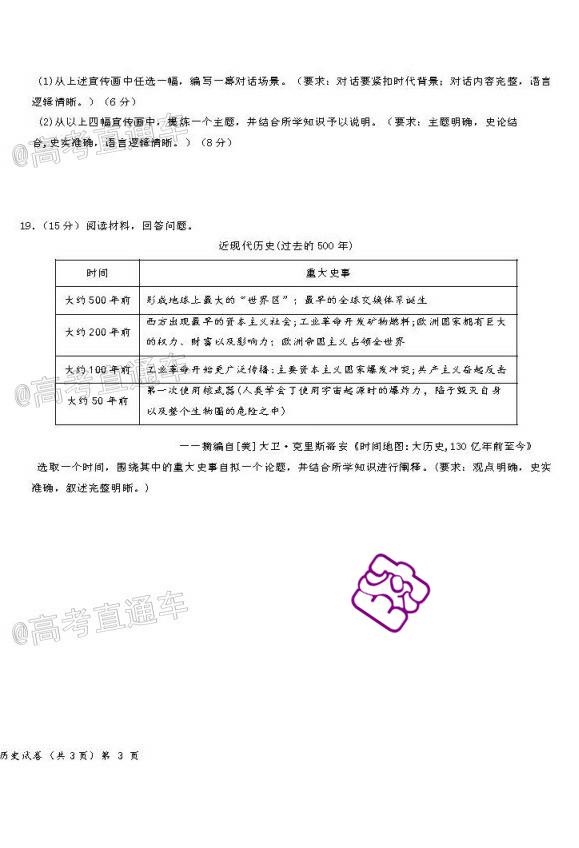 (1)从上述宣传画中任选一幅，编写一幕对话场景。（要求：对话要紧扣时代背景；对话内容完整，语言
逻辑清晰。）（6分）
(2)从以上四幅宣传画中，提炼一个主题，并结合所学知识予以说明。（要求：主题明确，史论结
合,史实准确，语言逻辑清晰。）（8分）
@高考直通车
19.（15分）阅读材料，回答问题。
近现代历史(过去的500年)
时间 重大史事
大约500年前 形成地球上最大的“世界区”；最早的全球交换体系诞生
大约200年前 西方出现最早的资本主义社会;工业革命开发矿物燃料;欧洲国家拥有巨大
的权力、财富以及影响力；欧洲帝国主义占领全世界
大约100年前 工业革命开始更广泛传播:主要资本主义国家爆发冲突;共产主义奋起反击
@高考直通车
大约50年前 第一次使用核武器(人类学会了使用宇宙起源时的爆炸力，陷于毁灭自身
以及整个生物圈的危险之中)
——摘编自[美]大卫·克里斯蒂安《时间地图:大历史,130亿年前至今》
选取一个时间，围绕其中的重大史事自拟一个论题，并结合所学知识进行阐释。(要求：观点明确，史实
准确，叙述完整明晰。)
@高考直通车
历史试卷（共3页）第 3 页